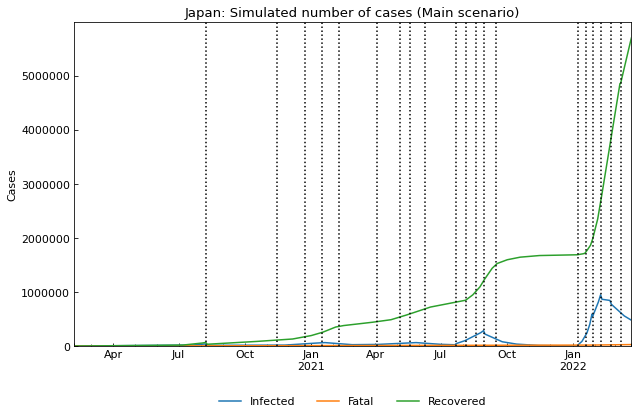 Japan: Simulated number of cases (Main scenario)
5000000
4000000
3000000
2000000
1000000
0
Cases
Apr Jul Oct Jan Apr Jul Oct Jan
2021 2022
Infected Fatal Recovered